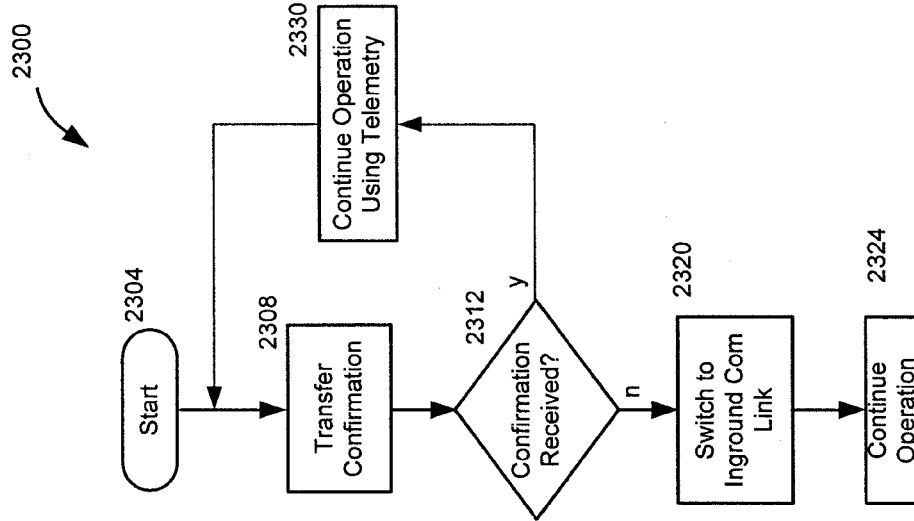 2300
2304
Start
2308
Transfer
Confirmation
2312
Confirmation
Received?
y
n
2330
Continue Operation
Using Telemetry
2320
Switch to
Inground Com
Link
2324
Continue
Operation